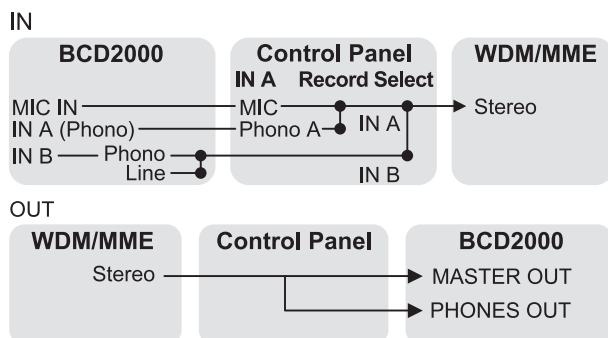 IN
BCD2000 Control Panel WDM/MME
IN A Record Select
MIC IN MIC Stereo
IN A (Phono) Phono A IN A
IN B Phono
Line IN B
OUT
WDM/MME Control Panel BCD2000
Stereo MASTER OUT
PHONES OUT